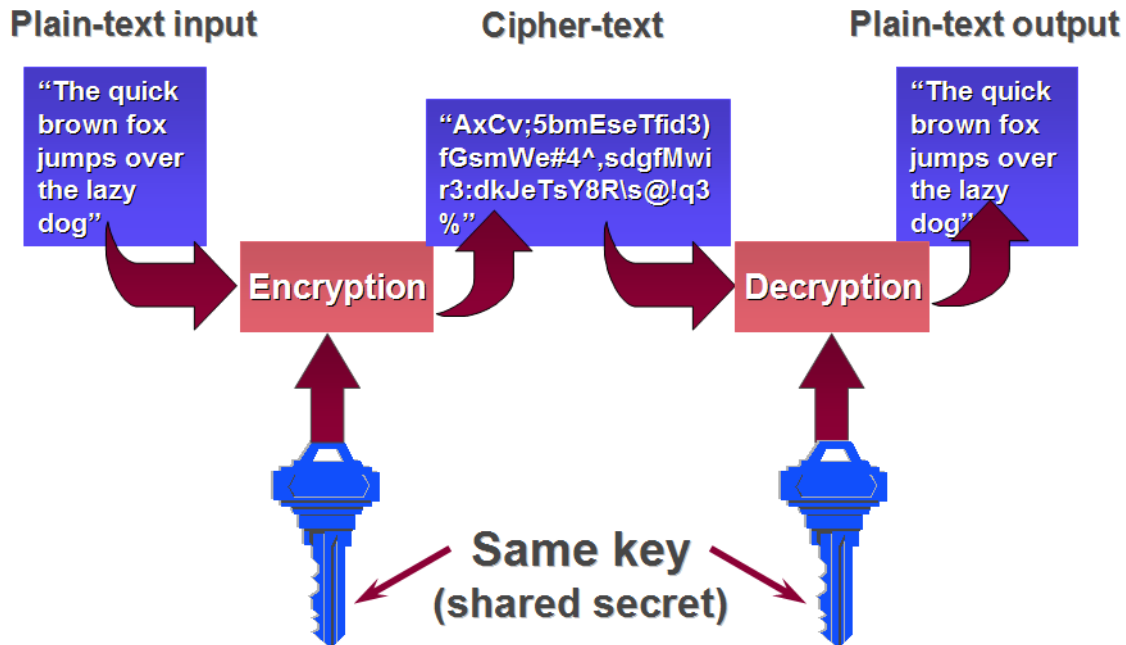 Plain-text input
Cipher-text
Plain-text output
“The quick
brown fox
jumps over
the lazy
dog”
“AxCv;5bmEseTfid3)
fGsmWe#4^,sdgfMwi
r3:dkJeTsY8R\s@!q3
%”
“The quick
brown fox
jumps over
the lazy
dog”
Encryption
Decryption
Same key
(shared secret)